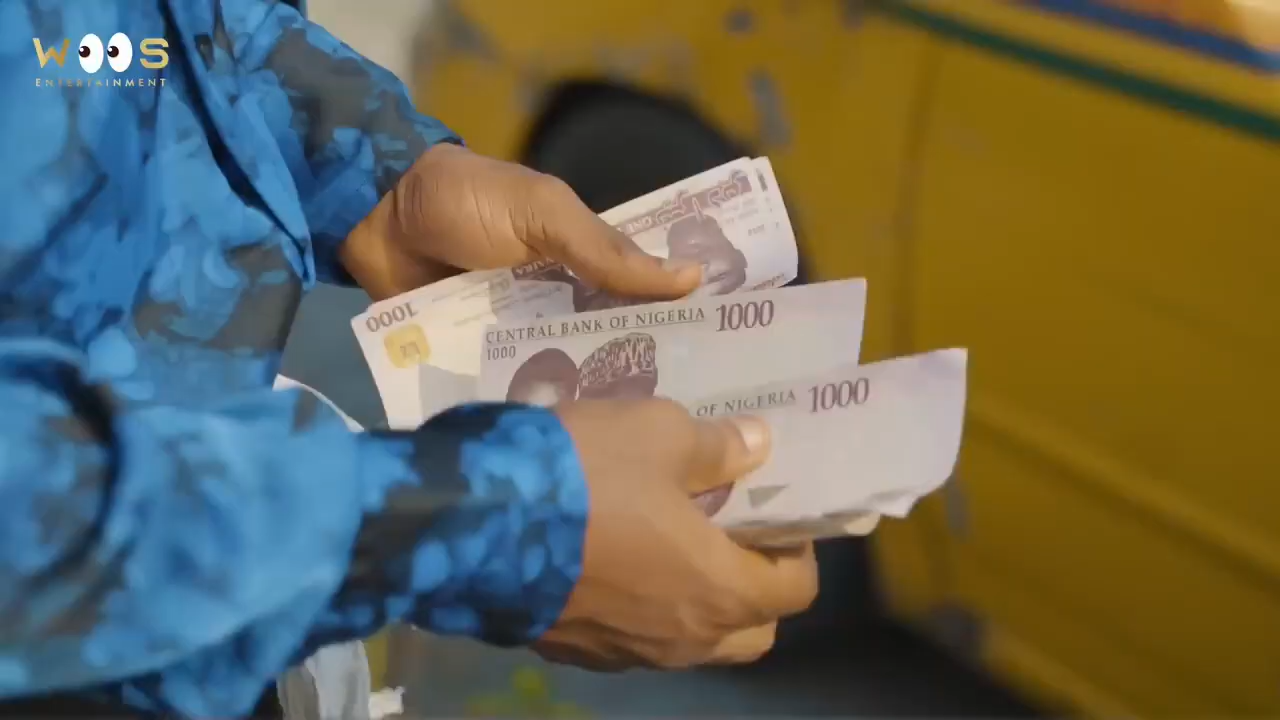 WOOS
ENTERTAINMENT
1000
CENTRAL BANK OF NIGERIA 1000
1000
OF NIGERIA 1000